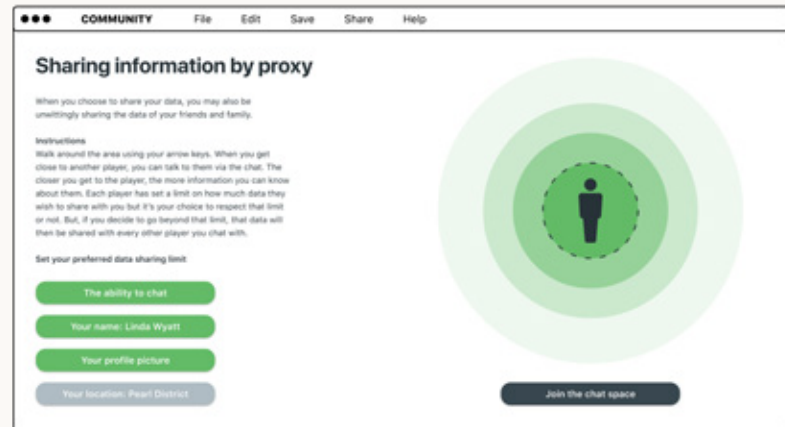 COMMUNITY File Edit Save Share Help
Sharing information by proxy
When you choose to share your data, you may also be
unwittingly sharing the data of your friends and family.
Instructions
Walk around the area using your arrow keys. When you get
close to another player, you can talk to them via the chat. The
closer you get to the player, the more information you can know
about them. Each player has set a limit on how much data they
wish to share with you but it's your choice to respect that limit
or not. But, if you decide to go beyond that limit, that data will
then be shared with every other player you chat with.
Set your preferred data sharing limit
The ability to chat
Your name: Linda Wyatt
Your profile picture
Your location: Pearl District
Join the chat space